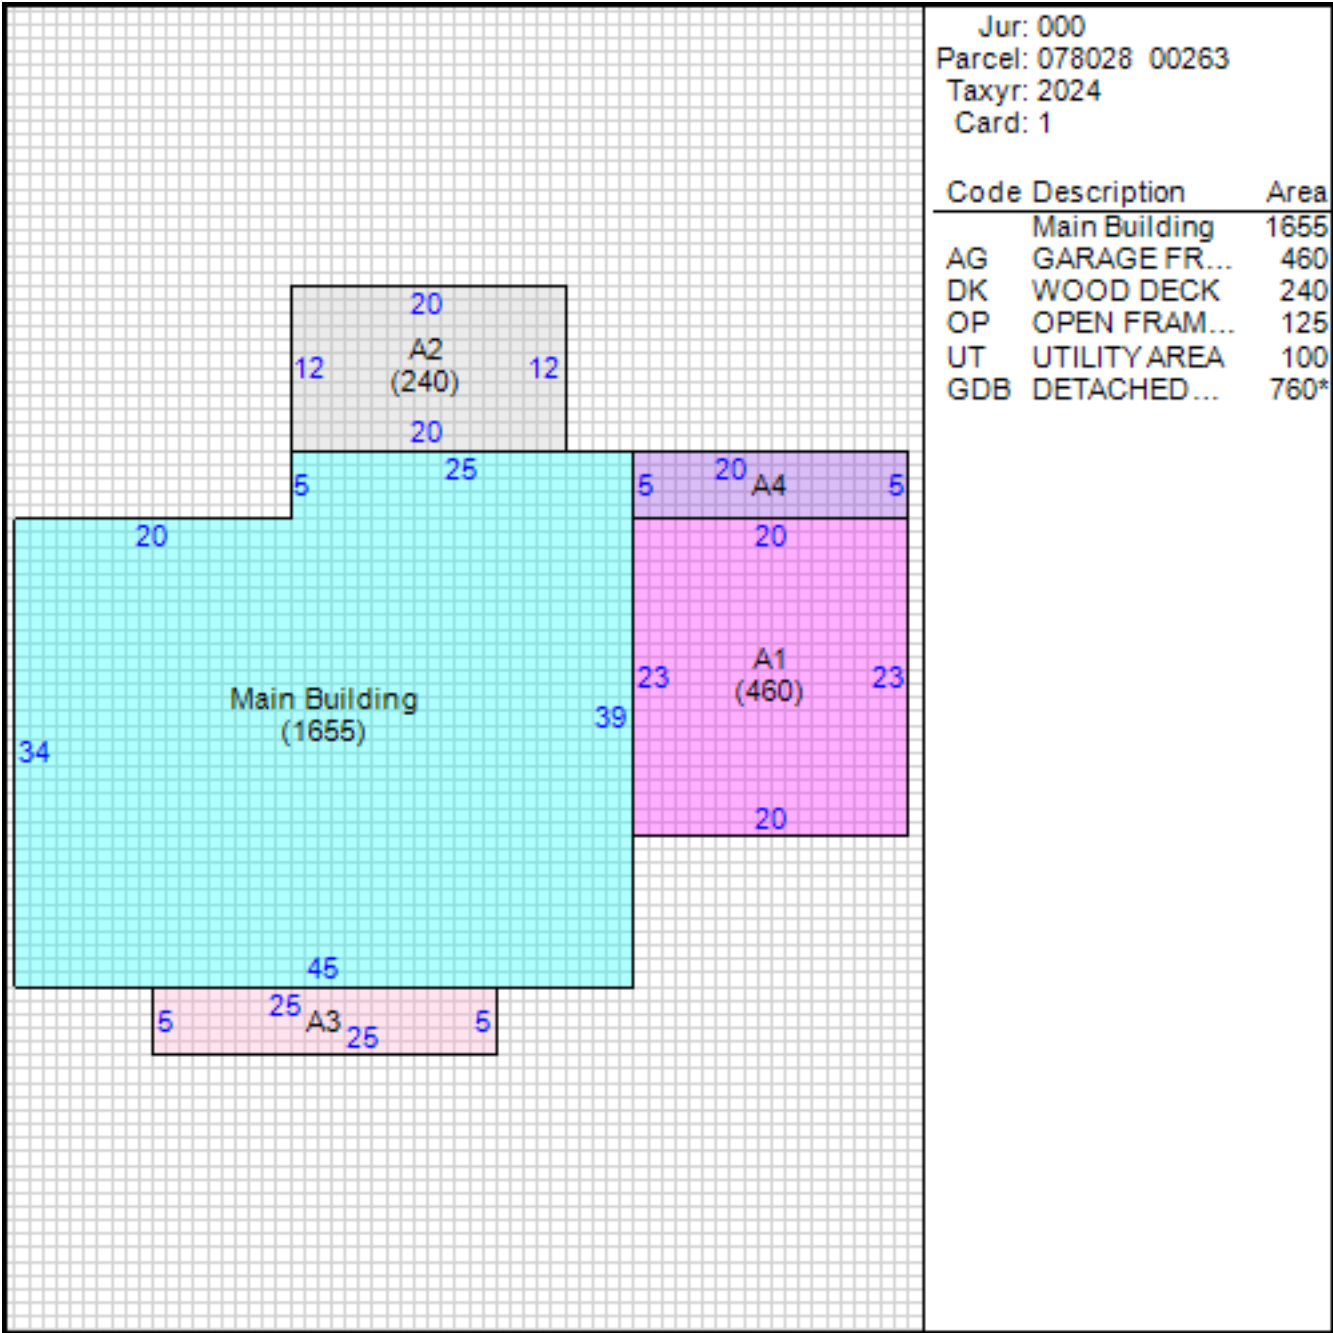 Jur: 000
Parcel: 078028 00263
Taxyr: 2024
Card: 1
Code Description Area
Main Building 1655
AG GARAGE FR... 460
DK WOOD DECK 240
OP OPEN FRAM... 125
UT UTILITY AREA 100
GDB DETACHED... 760*
20
A2
12 12
(240)
20
25
5
20
5 A4 5
20
20
A1
23 23
(460)
Main Building
39
(1655)
34
20
45
25
5 A3 5
25